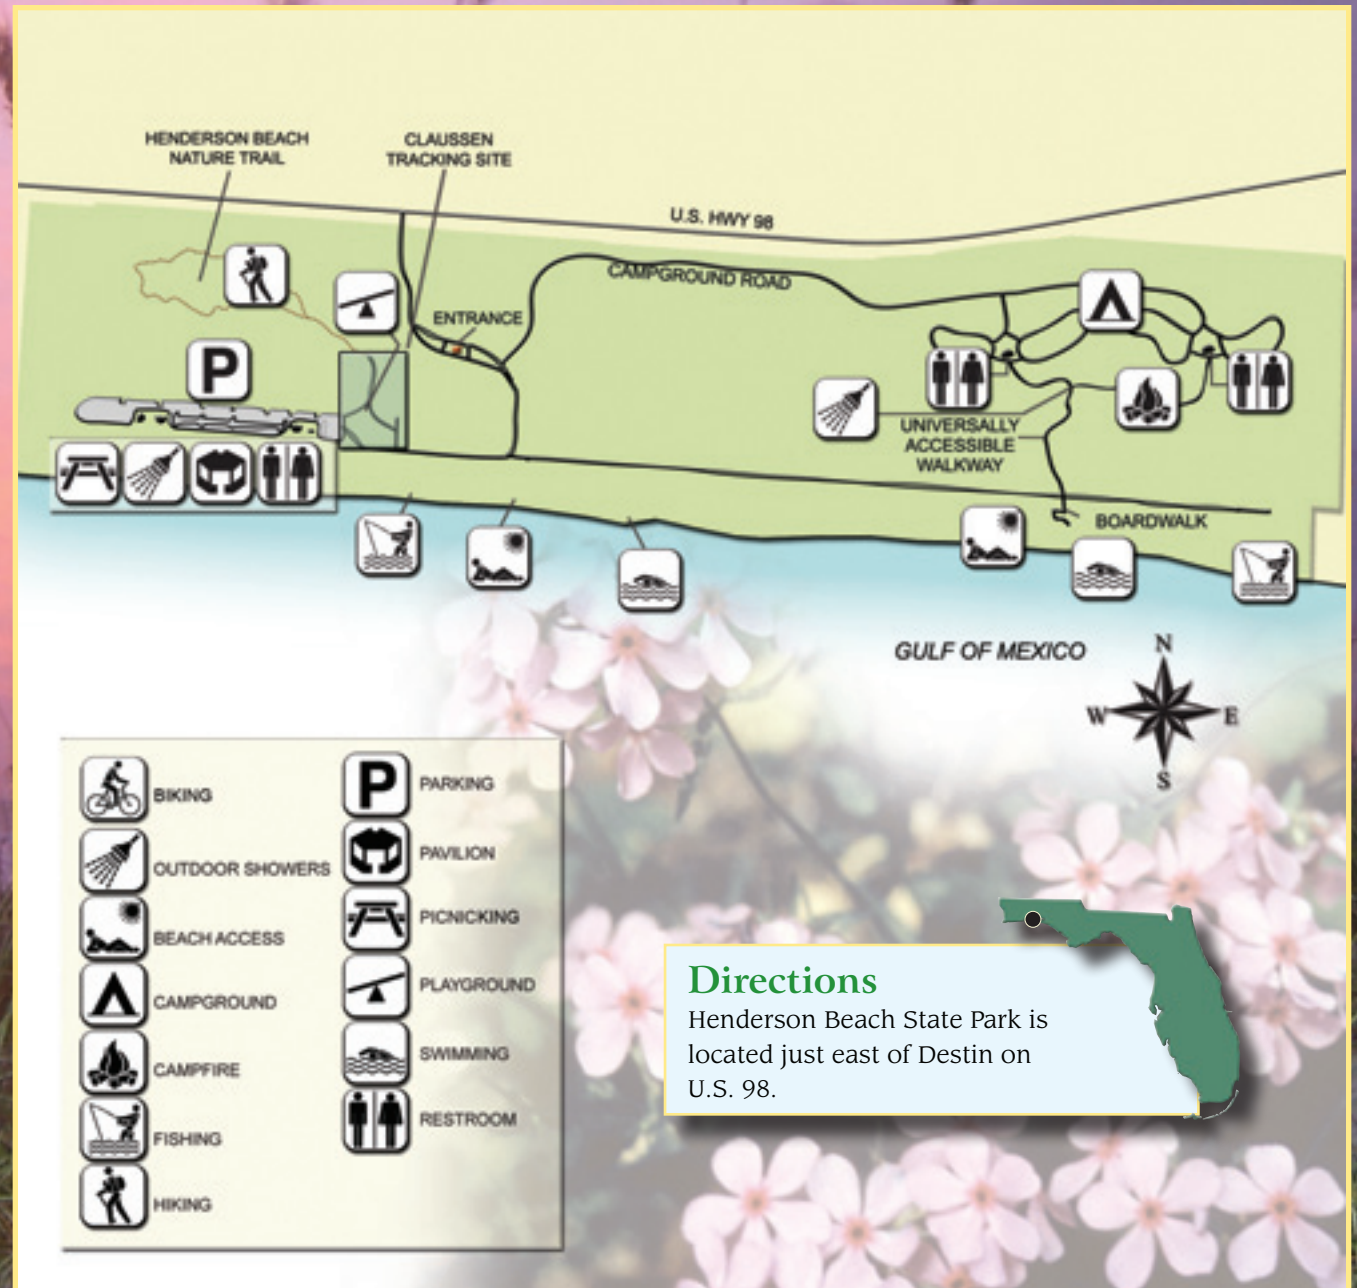 HENDERSON BEACH
NATURE TRAIL
CLAUSSEN
TRACKING SITE
U.S. HWY 98
CAMPGROUND ROAD
ENTRANCE
P
UNIVERSALLY
ACCESSIBLE
WALKWAY
BOARDWALK
GULF OF MEXICO
N
W E
S
BIKING
OUTDOOR SHOWERS
BEACH ACCESS
CAMPGROUND
CAMPFIRE
FISHING
HIKING
P PARKING
PAVILION
PICNICKING
PLAYGROUND
SWIMMING
RESTROOM
Directions
Henderson Beach State Park is
located just east of Destin on
U.S. 98.